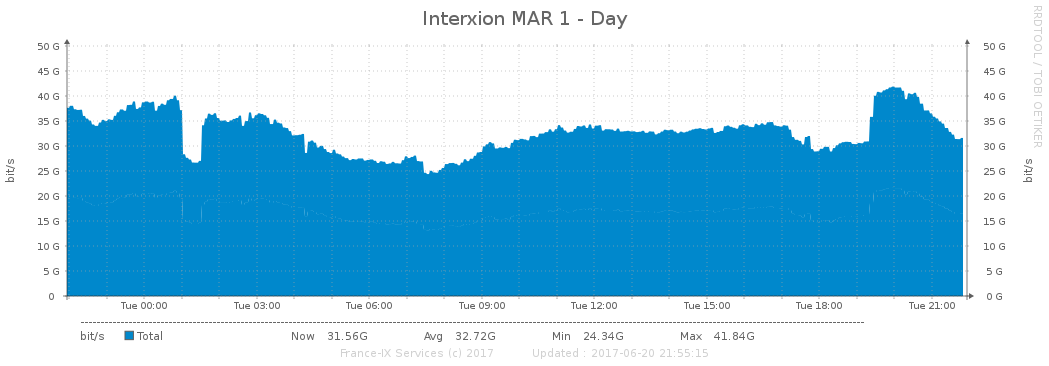 Interxion MAR 1 - Day
RRDTOOL / TOBI OETIKER
50 G 50 G
45 G 45 G
40 G 40 G
35 G 35 G
30 G 30 G
25 G 25 G
20 G 20 G
15 G 15 G
10 G 10 G
5 G 5 G
0 0 G
bit/s bit/s
Tue 00:00 Tue 03:00 Tue 06:00 Tue 09:00 Tue 12:00 Tue 15:00 Tue 18:00 Tue 21:00
bit/s Total Now 31.56G Avg 32.72G Min 24.34G Max 41.84G
France-IX Services (c) 2017 Updated : 2017-06-20 21:55:15